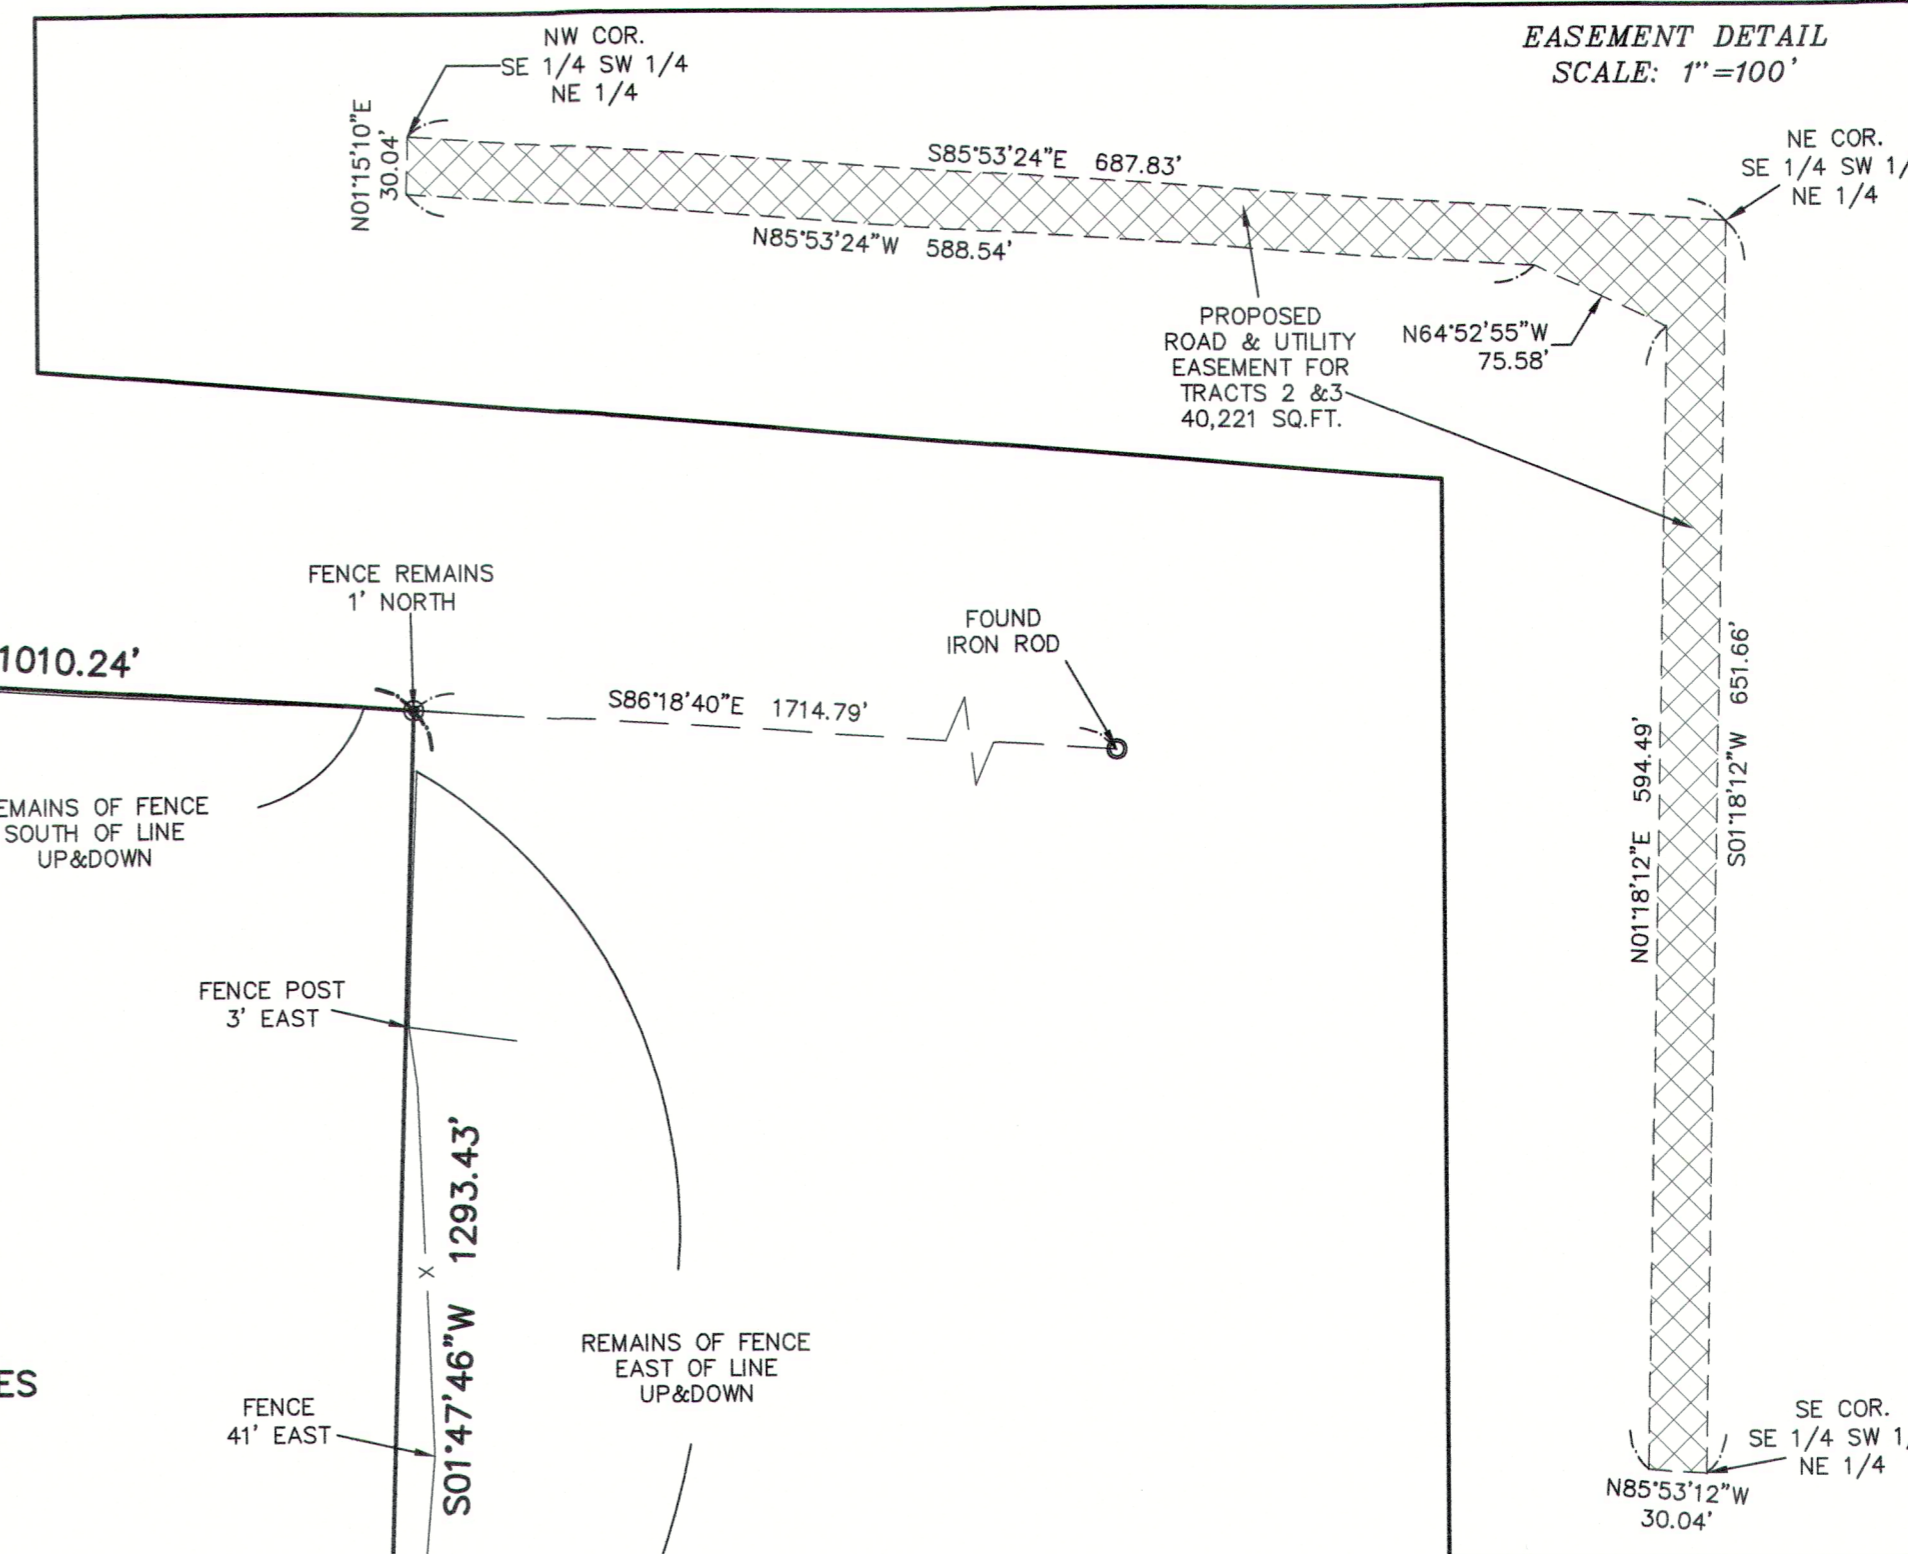 EASEMENT DETAIL
SCALE: 1"=100'
NW COR.
SE 1/4 SW 1/4
NE 1/4
N01°15'10"E
30.04'
S85°53'24"E 687.83'
N85°53'24"W 588.54'
NE COR.
SE 1/4 SW 1/
NE 1/4
PROPOSED
ROAD & UTILITY
EASEMENT FOR
TRACTS 2 &3
40,221 SQ.FT.
N64°52'55"W
75.58'
FENCE REMAINS
1' NORTH
FOUND
IRON ROD
1010.24'
S86°18'40"E 1714.79'
EMAINS OF FENCE
SOUTH OF LINE
UP&DOWN
N01°18'12"E 594.49'
S01°18'12"W 651.66'
FENCE POST
3' EAST
S01°47'46"W 1293.43'
X
REMAINS OF FENCE
EAST OF LINE
UP&DOWN
ES
FENCE
41' EAST
SE COR.
SE 1/4 SW 1/
NE 1/4
N85°53'12"W
30.04'